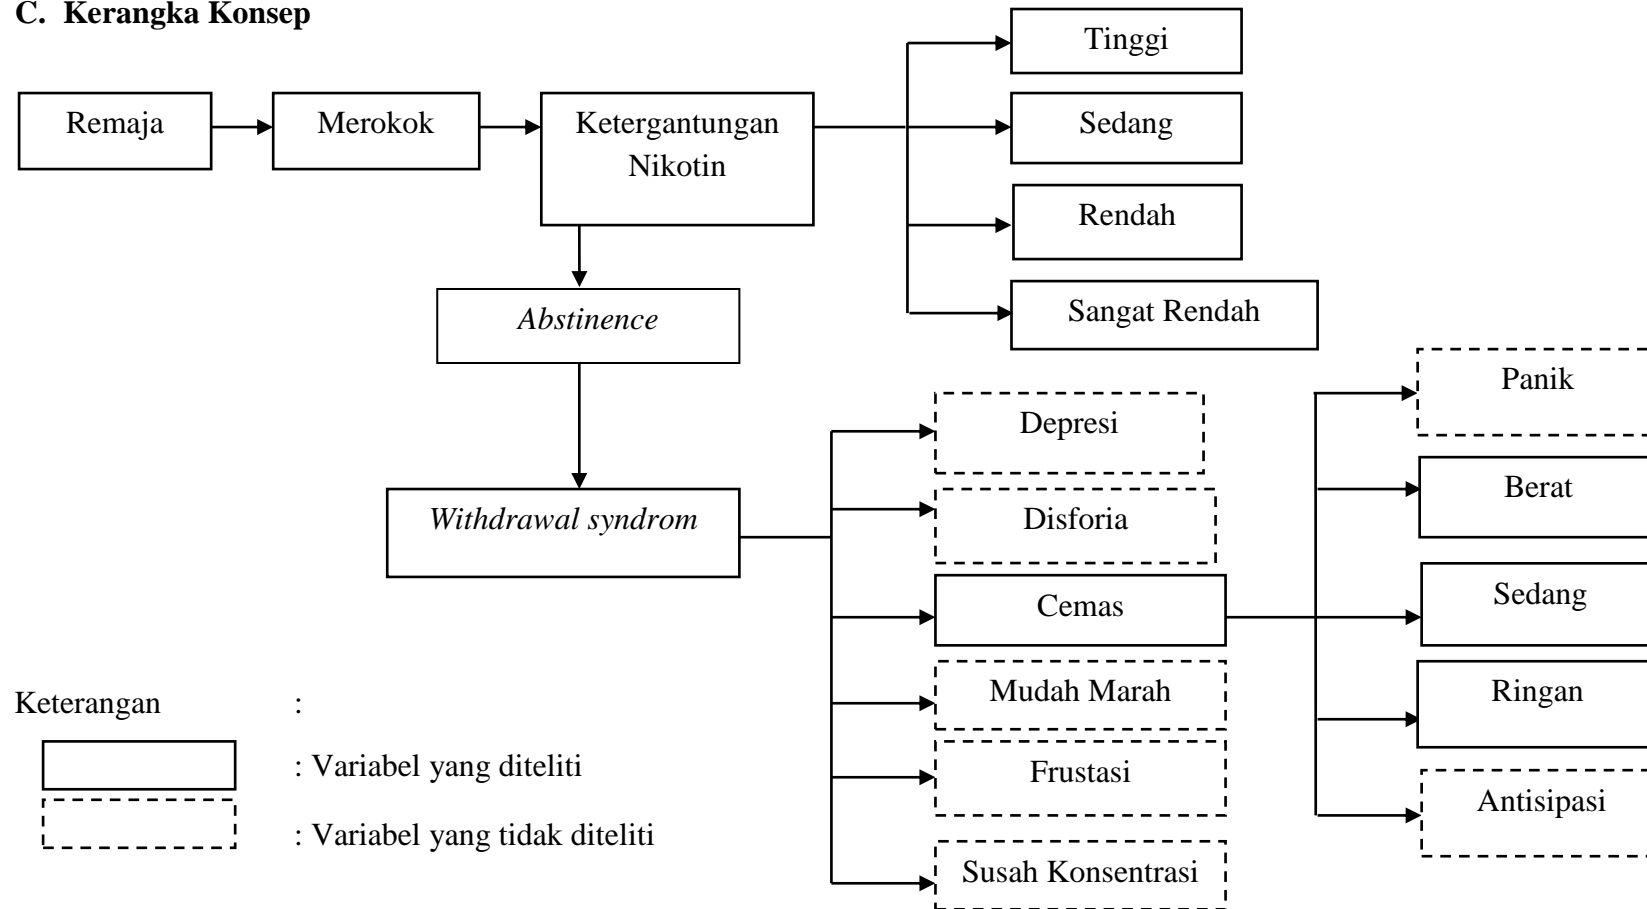 C. Kerangka Konsep
Remaja
Merokok
Ketergantungan
Nikotin
Tinggi
Sedang
Rendah
Sangat Rendah
Abstinence
Withdrawal syndrom
Depresi
Disforia
Cemas
Mudah Marah
Frustasi
Susah Konsentrasi
Panik
Berat
Sedang
Ringan
Antisipasi
Keterangan :
: Variabel yang diteliti
: Variabel yang tidak diteliti